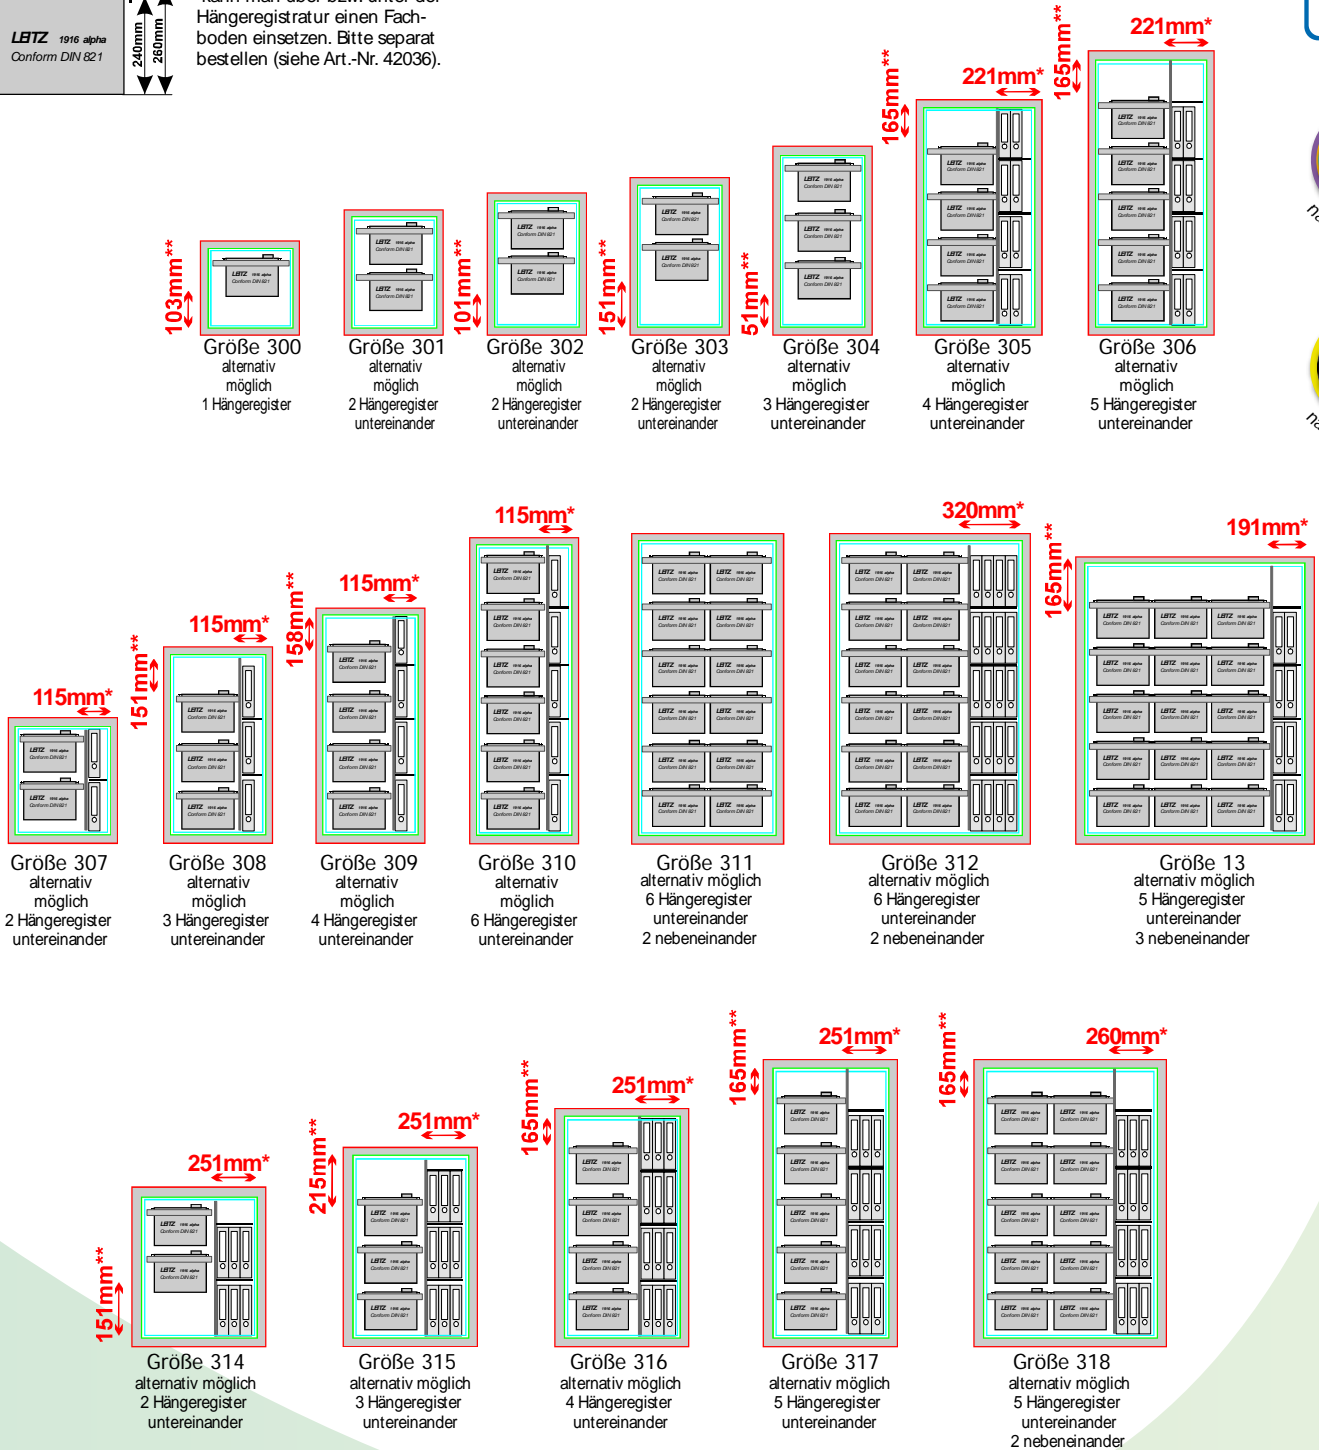 LEITZ 1916 alpha
Conform DIN 821
240mm
260mm
kann man über bzw. unter der
Hängeregistratur einen Fach-
boden einsetzen. Bitte separat
bestellen (siehe Art.-Nr. 42036).
103mm**
101mm**
151mm**
51mm**
165mm**
221mm*
165mm**
221mm*
Größe 300
alternativ
möglich
1 Hängeregister
Größe 301
alternativ
möglich
2 Hängeregister
untereinander
Größe 302
alternativ
möglich
2 Hängeregister
untereinander
Größe 303
alternativ
möglich
2 Hängeregister
untereinander
Größe 304
alternativ
möglich
3 Hängeregister
untereinander
Größe 305
alternativ
möglich
4 Hängeregister
untereinander
Größe 306
alternativ
möglich
5 Hängeregister
untereinander
115mm*
151mm**
115mm*
158mm**
115mm*
115mm*
320mm*
165mm**
191mm*
Größe 307
alternativ
möglich
2 Hängeregister
untereinander
Größe 308
alternativ
möglich
3 Hängeregister
untereinander
Größe 309
alternativ
möglich
4 Hängeregister
untereinander
Größe 310
alternativ
möglich
6 Hängeregister
untereinander
Größe 311
alternativ möglich
6 Hängeregister
untereinander
2 nebeneinander
Größe 312
alternativ möglich
6 Hängeregister
untereinander
2 nebeneinander
Größe 13
alternativ möglich
5 Hängeregister
untereinander
3 nebeneinander
151mm**
251mm*
215mm**
251mm*
165mm**
251mm*
165mm**
251mm*
165mm**
260mm*
Größe 314
alternativ möglich
2 Hängeregister
untereinander
Größe 315
alternativ möglich
3 Hängeregister
untereinander
Größe 316
alternativ möglich
4 Hängeregister
untereinander
Größe 317
alternativ möglich
5 Hängeregister
untereinander
Größe 318
alternativ möglich
5 Hängeregister
untereinander
2 nebeneinander